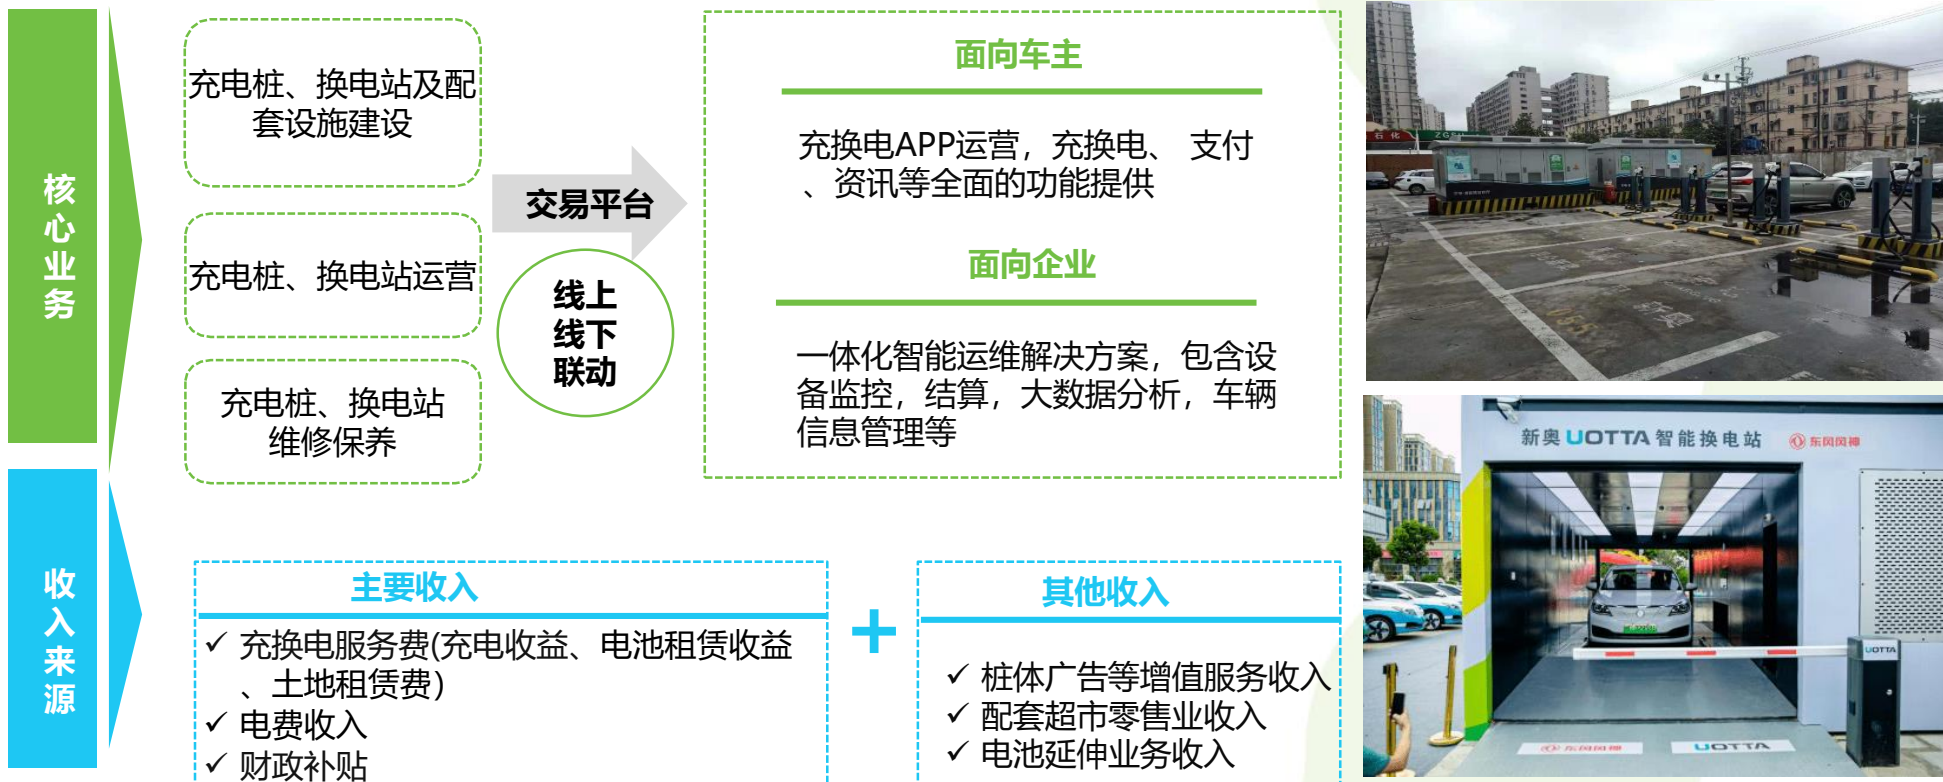 核心业务
充电桩、换电站及配
套设施建设
充电桩、换电站运营
充电桩、换电站
维修保养
交易平台
线上
线下
联动
面向车主
充换电APP运营，充换电、 支付
、资讯等全面的功能提供
面向企业
一体化智能运维解决方案，包含设
备监控，结算，大数据分析，车辆
信息管理等
收入来源
主要收入
✓ 充换电服务费(充电收益、电池租赁收益
、土地租赁费)
✓ 电费收入
✓ 财政补贴
+
其他收入
✓ 桩体广告等增值服务收入
✓ 配套超市零售业收入
✓ 电池延伸业务收入
石化
新奥
新奥 UOTTA 智能换电站 东风风神
UOTTA
东风风神 UOTTA